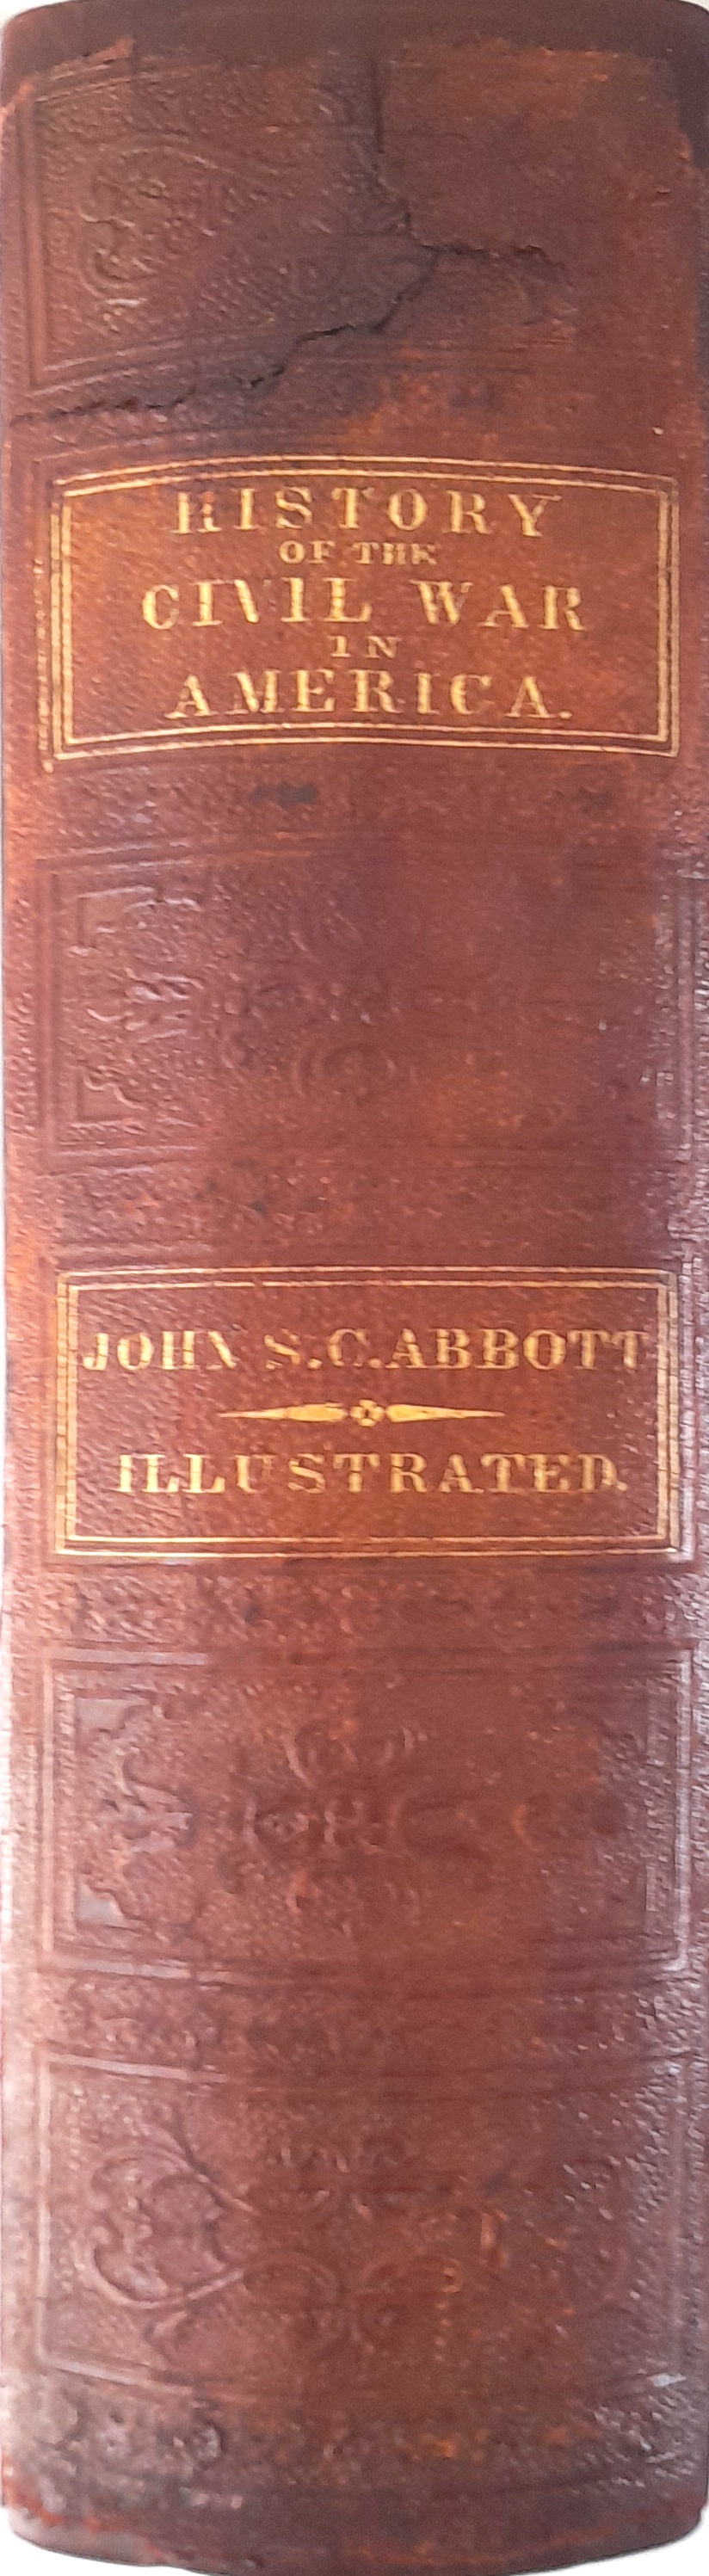 HISTORY
OF THE
CIVIL WAR
IN
AMERICA.
JOHN S.C.ABBOTT
ILLUSTRATED.